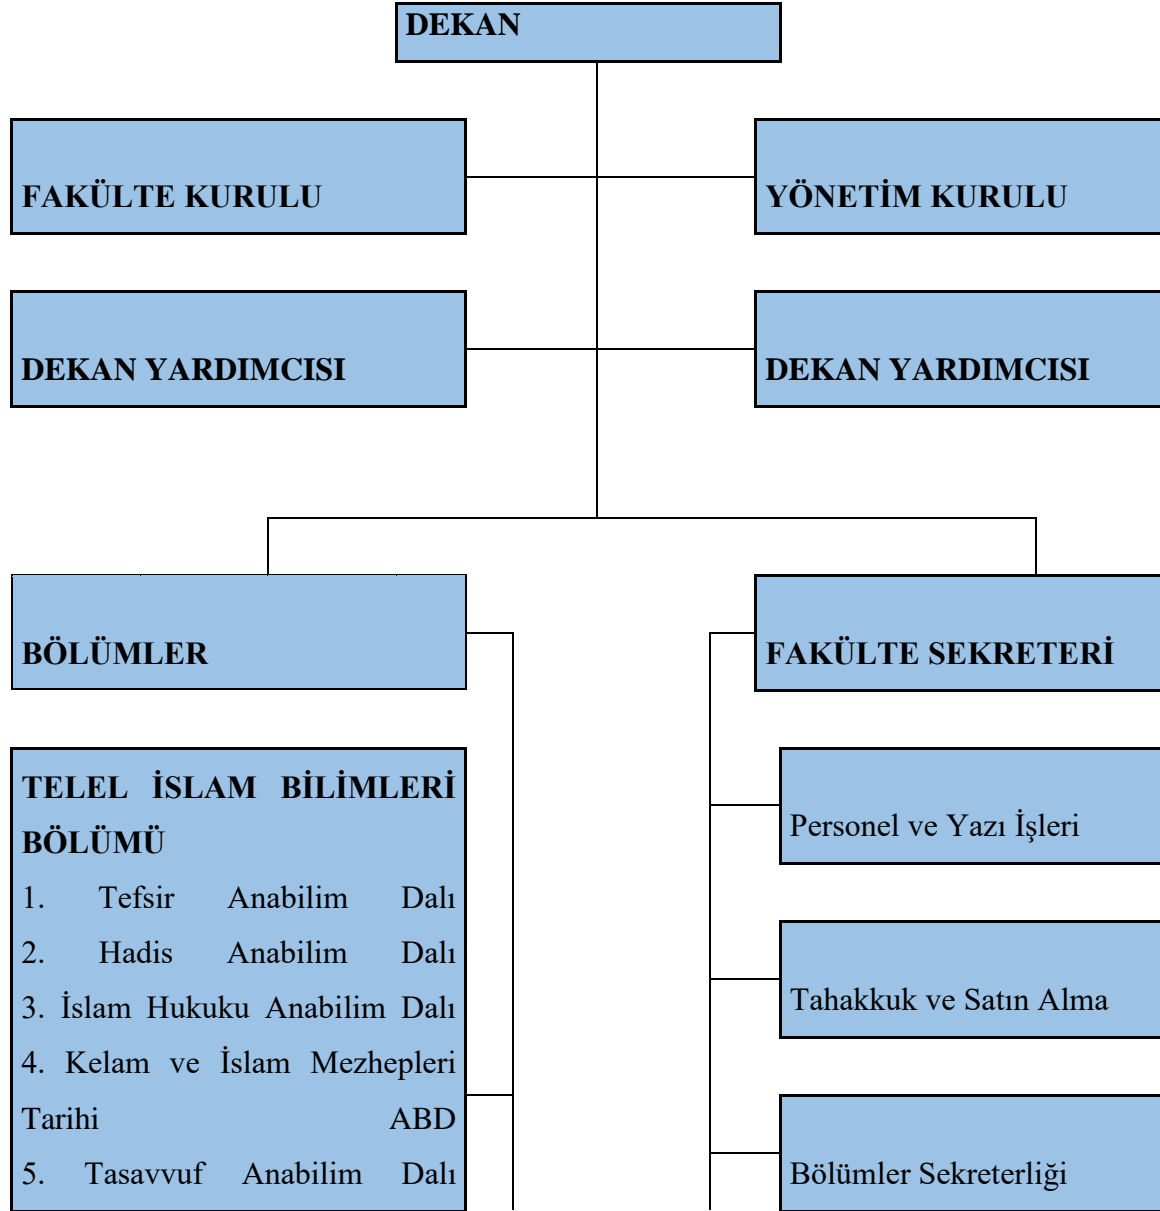 DEKAN
FAKÜLTE KURULU
YÖNETİM KURULU
DEKAN YARDIMCISI
DEKAN YARDIMCISI
BÖLÜMLER
FAKÜLTE SEKRETERİ
TELEL İSLAM BİLİMLERİ
BÖLÜMÜ
1. Tefsir Anabilim Dalı
2. Hadis Anabilim Dalı
3. İslam Hukuku Anabilim Dalı
4. Kelam ve İslam Mezhepleri
Tarihi ABD
5. Tasavvuf Anabilim Dalı
Personel ve Yazı İşleri
Tahakkuk ve Satın Alma
Bölümler Sekreterliği